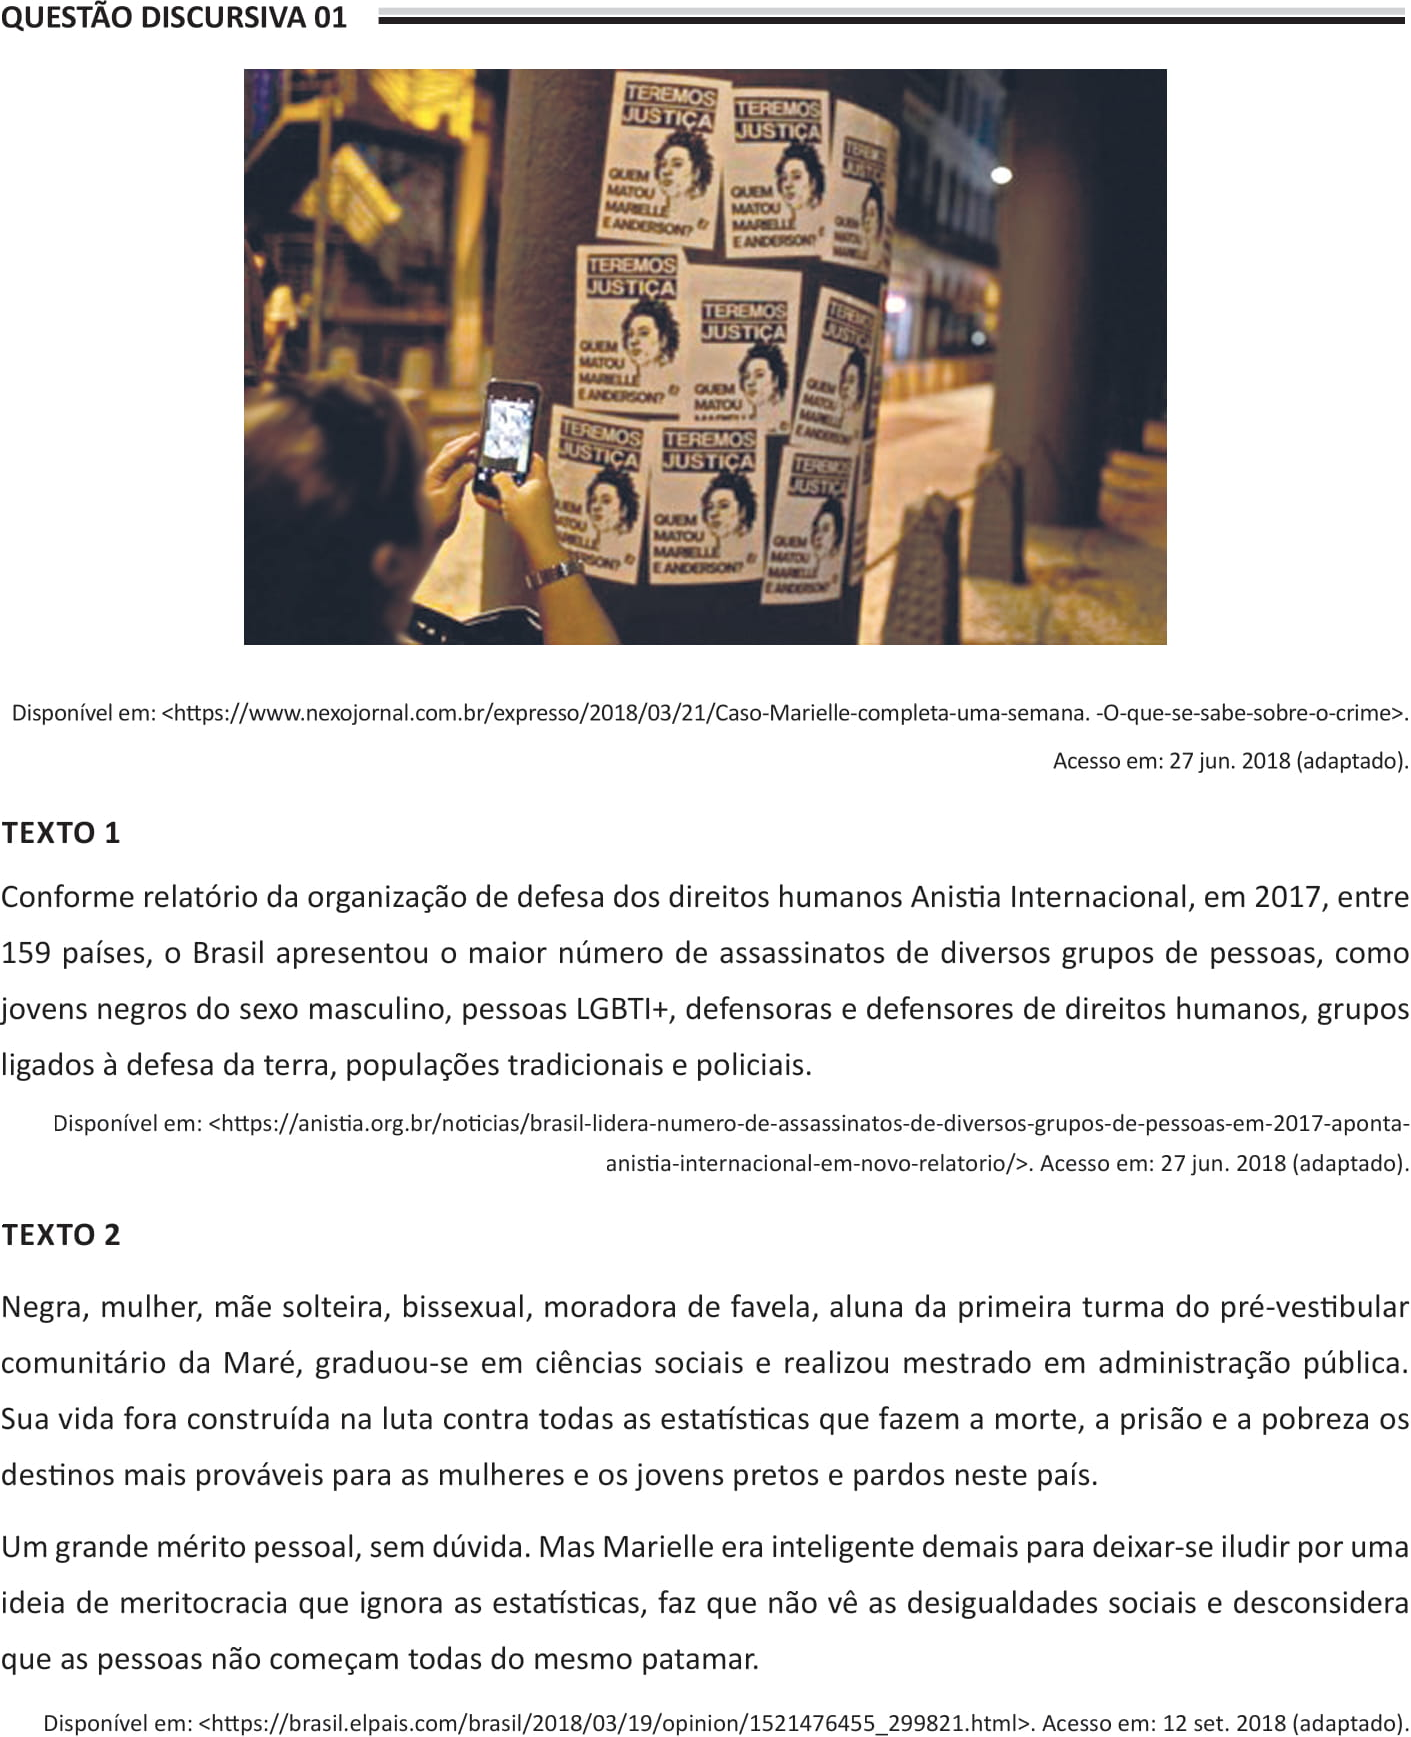 QUESTÃO DISCURSIVA 01
TEREMOS
JUSTIÇA
QUEM
MATOU
MARIELLE
E ANDERSON?
TEREMOS
JUSTIÇA
QUEM
MATOU
MARIELLE
E ANDERSON?
TEREMOS
JUSTIÇA
QUEM
MATOU
MARIELLE
TEREMOS
JUSTIÇA
QUEM
MATOU
MARIELLE
E ANDERSON?
TEREMOS
JUSTIÇA
QUEM
MATOU
TEREMOS
JUSTIÇA
QUEM
MATOU
MARIELLE
E ANDERSON
TEREMOS
JUSTIÇA
TEREMOS
JUSTIÇA
QUEM
MATOU
MARIELLE
E ANDERSON?
TEREMOS
JUSTIÇA
QUEM
MATOU
MARIELLE
E ANDERSON?
Disponível em: <https://www.nexojornal.com.br/expresso/2018/03/21/Caso-Marielle-completa-uma-semana. -O-que-se-sabe-sobre-o-crime>.
Acesso em: 27 jun. 2018 (adaptado).
TEXTO 1
Conforme relatório da organização de defesa dos direitos humanos Anistia Internacional, em 2017, entre
159 países, o Brasil apresentou o maior número de assassinatos de diversos grupos de pessoas, como
jovens negros do sexo masculino, pessoas LGBTI+, defensoras e defensores de direitos humanos, grupos
ligados à defesa da terra, populações tradicionais e policiais.
Disponível em: <https://anistia.org.br/noticias/brasil-lidera-numero-de-assassinatos-de-diversos-grupos-de-pessoas-em-2017-aponta-
anistia-internacional-em-novo-relatorio/>. Acesso em: 27 jun. 2018 (adaptado).
TEXTO 2
Negra, mulher, mãe solteira, bissexual, moradora de favela, aluna da primeira turma do pré-vestibular
comunitário da Maré, graduou-se em ciências sociais e realizou mestrado em administração pública.
Sua vida fora construída na luta contra todas as estatísticas que fazem a morte, a prisão e a pobreza os
destinos mais prováveis para as mulheres e os jovens pretos e pardos neste país.
Um grande mérito pessoal, sem dúvida. Mas Marielle era inteligente demais para deixar-se iludir por uma
ideia de meritocracia que ignora as estatísticas, faz que não vê as desigualdades sociais e desconsidera
que as pessoas não começam todas do mesmo patamar.
Disponível em: <https://brasil.elpais.com/brasil/2018/03/19/opinion/1521476455_299821.html>. Acesso em: 12 set. 2018 (adaptado).